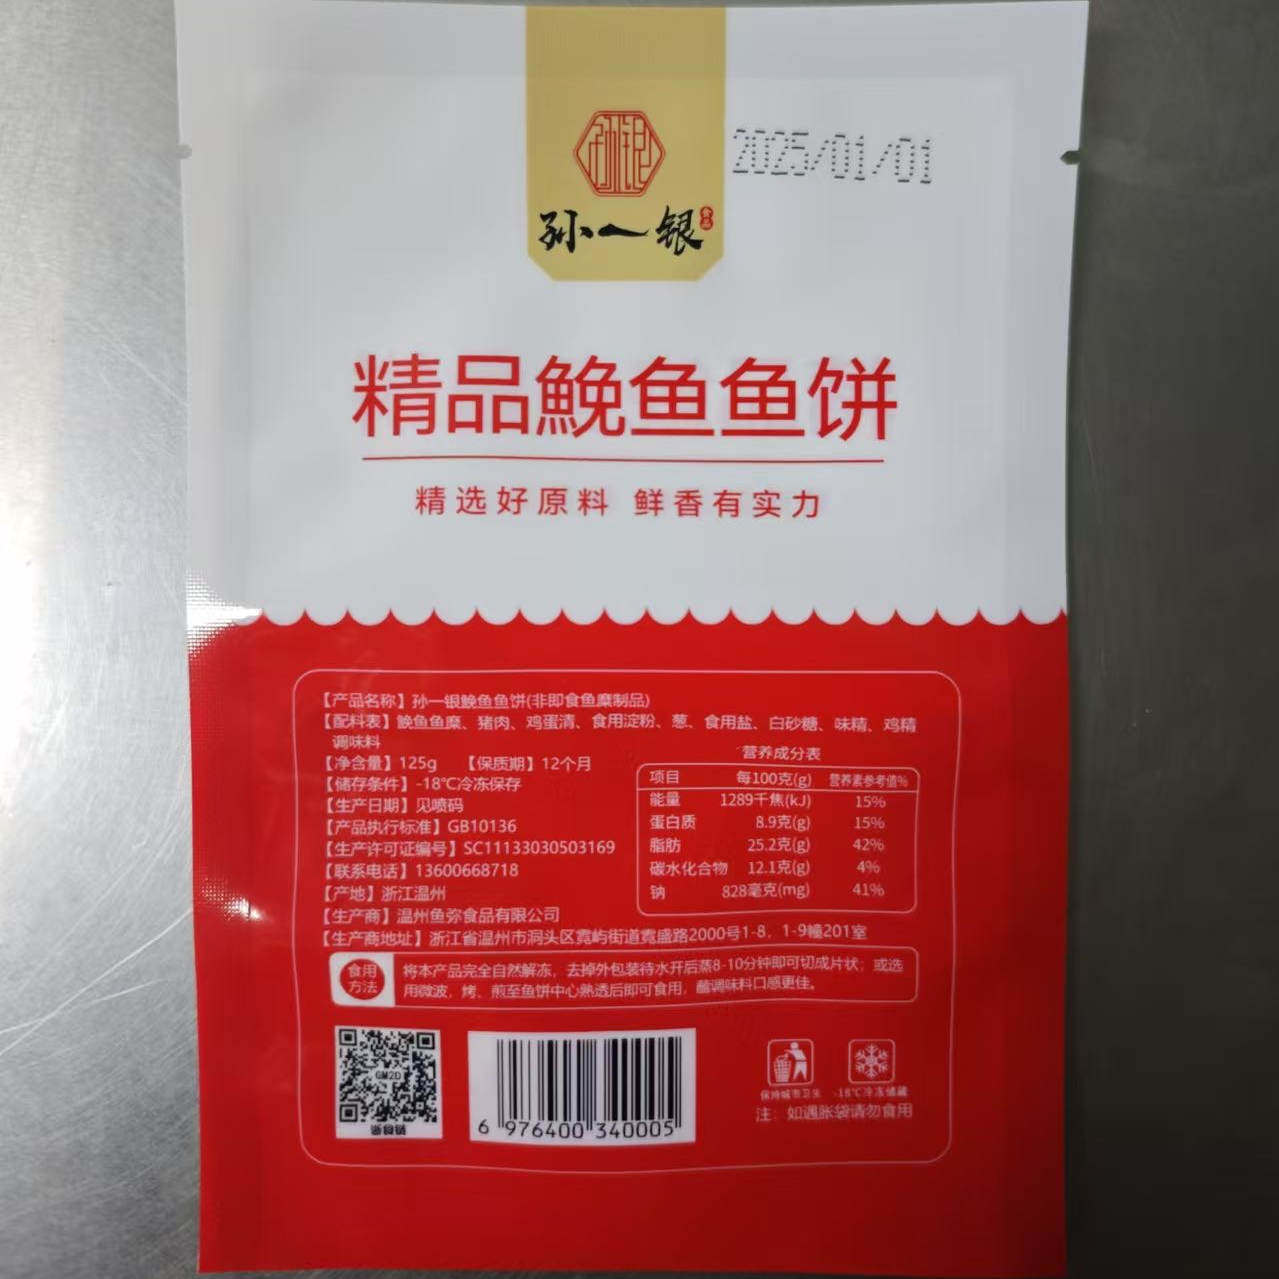 孙银
2025/01/01
孙一银 食品
精品鮸鱼鱼饼
精选好原料 鲜香有实力
【产品名称】孙一银鮸鱼鱼饼(非即食鱼糜制品)
【配料表】鮸鱼鱼糜、猪肉、鸡蛋清、食用淀粉、葱、食用盐、白砂糖、味精、鸡精
调味料
【净含量】125g 【保质期】12个月
【储存条件】-18℃冷冻保存
【生产日期】见喷码
【产品执行标准】GB10136
【生产许可证编号】SC11133030503169
【联系电话】13600668718
【产地】浙江温州
【生产商】温州鱼弥食品有限公司
【生产商地址】浙江省温州市洞头区霓屿街道霓盛路2000号1-8，1-9幢201室
营养成分表
项目 每100克(g) 营养素参考值%
能量 1289千焦(kJ) 15%
蛋白质 8.9克(g) 15%
脂肪 25.2克(g) 42%
碳水化合物 12.1克(g) 4%
钠 828毫克(mg) 41%
食用
方法
将本产品完全自然解冻，去掉外包装待水开后蒸8-10分钟即可切成片状；或选
用微波，烤、煎至鱼饼中心熟透后即可食用，蘸调味料口感更佳。
GM2D
浙食链
6 976400 340005
保持城市卫生 -18℃冷冻储藏
注：如遇胀袋请勿食用